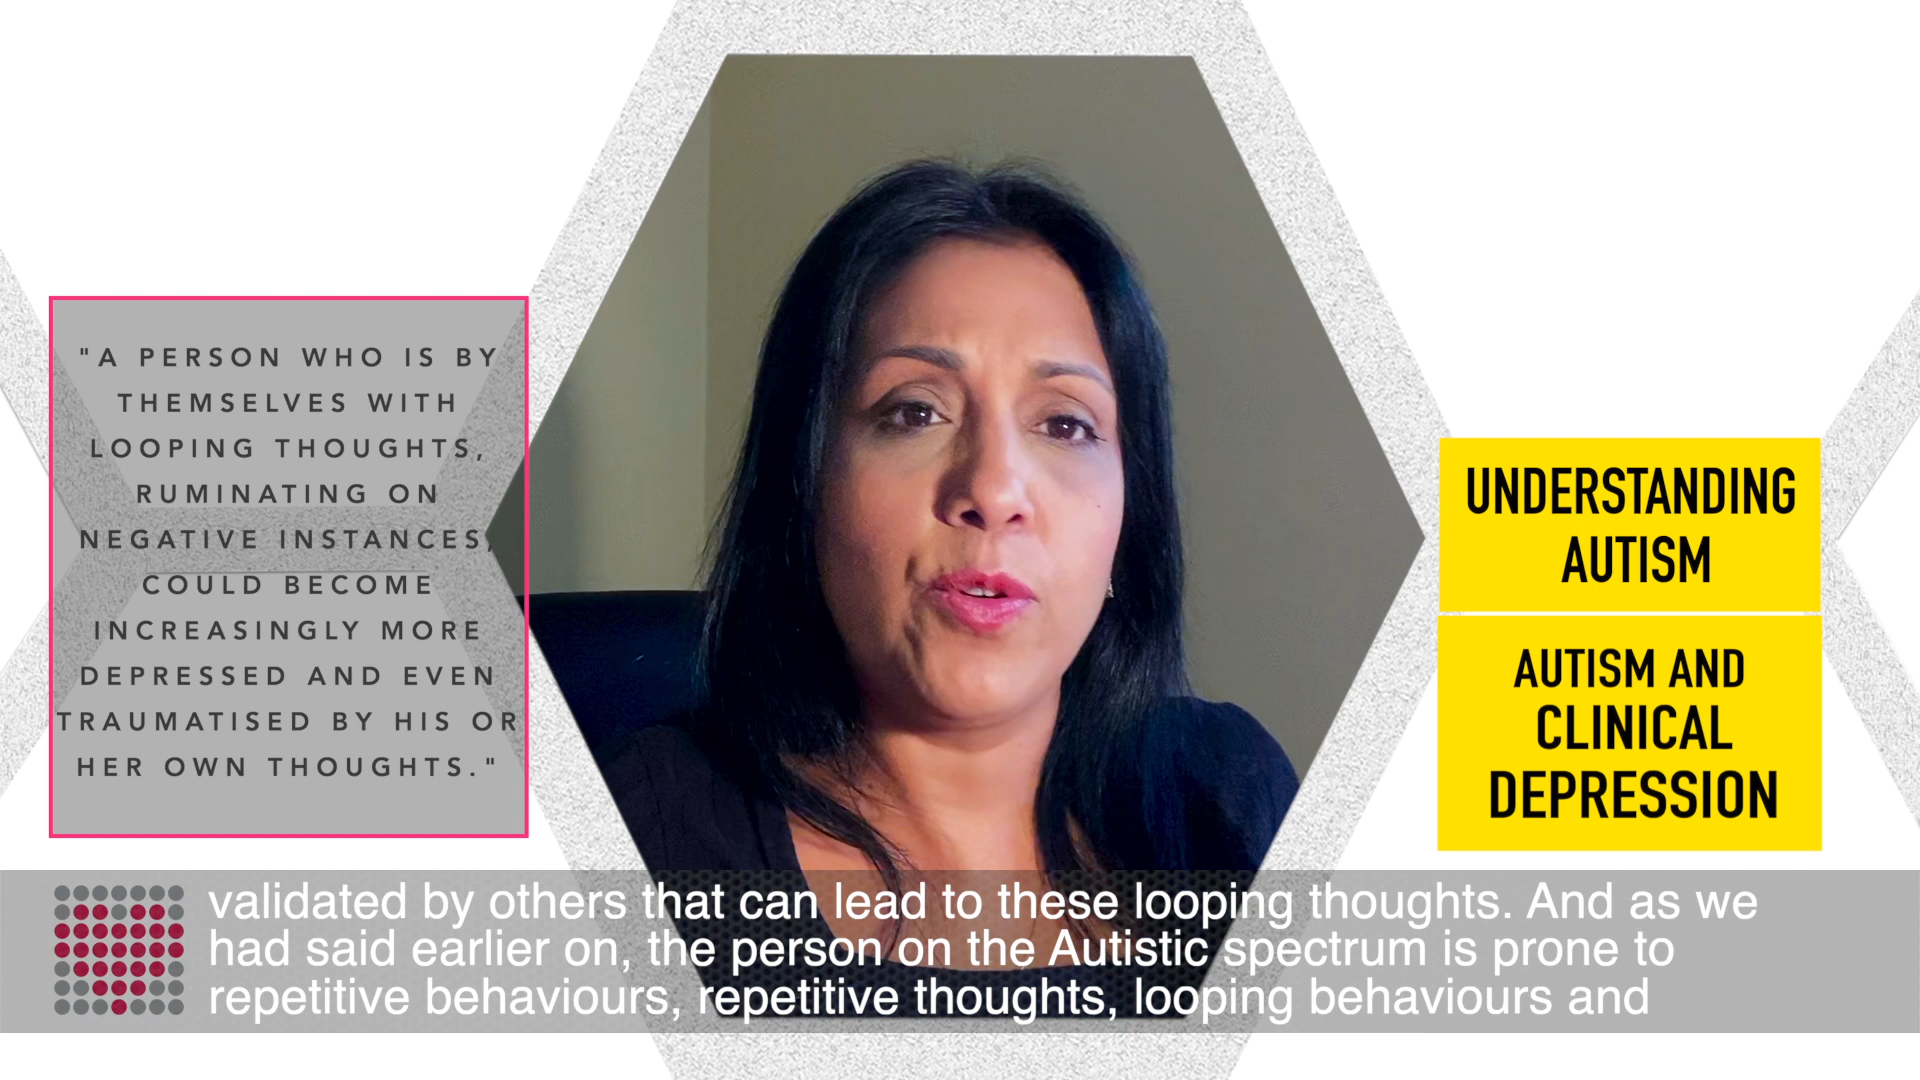 "A PERSON WHO IS BY
THEMSELVES WITH
LOOPING THOUGHTS,
RUMINATING ON
NEGATIVE INSTANCES,
COULD BECOME
INCREASINGLY MORE
DEPRESSED AND EVEN
TRAUMATISED BY HIS OR
HER OWN THOUGHTS."
UNDERSTANDING
AUTISM
AUTISM AND
CLINICAL
DEPRESSION
validated by others that can lead to these looping thoughts. And as we
had said earlier on, the person on the Autistic spectrum is prone to
repetitive behaviours, repetitive thoughts, looping behaviours and